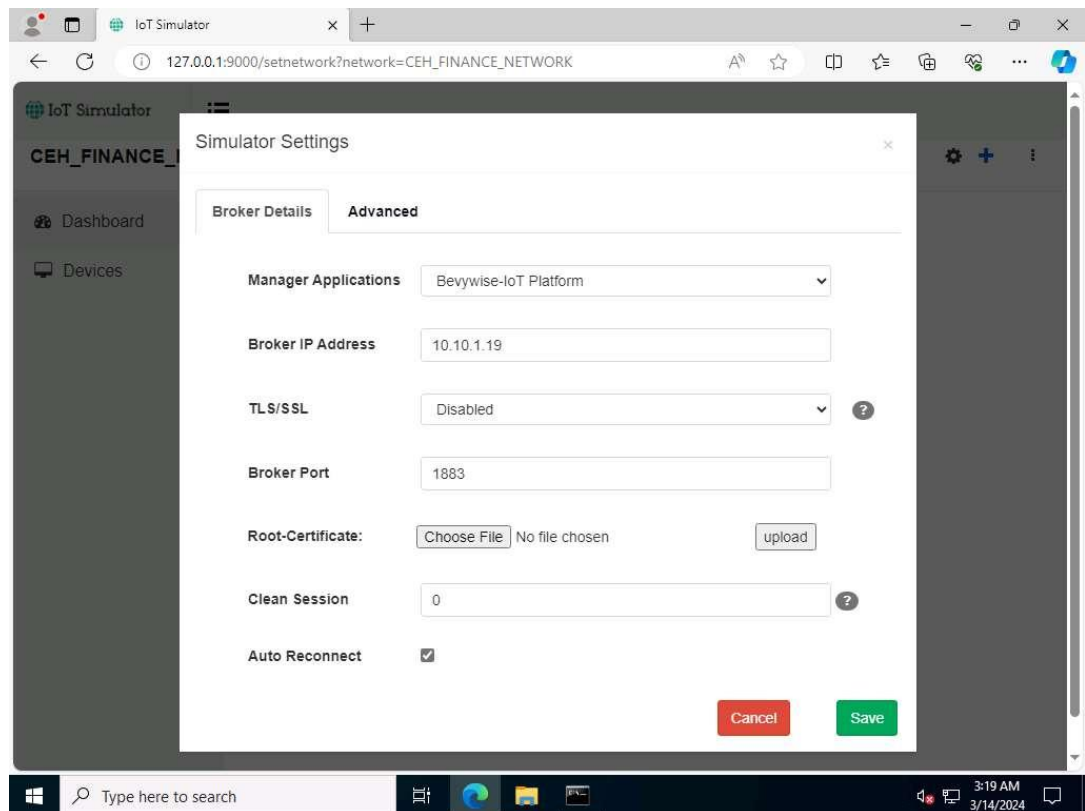 IoT Simulator
127.0.0.1:9000/setnetwork?network=CEH_FINANCE_NETWORK
IoT Simulator
CEH_FINANCE_
Dashboard
Devices
Simulator Settings
Broker Details Advanced
Manager Applications Bevywise-IoT Platform
Broker IP Address 10.10.1.19
TLS/SSL Disabled ?
Broker Port 1883
Root-Certificate: Choose File No file chosen upload
Clean Session 0 ?
Auto Reconnect
Cancel Save
Type here to search
3:19 AM
3/14/2024